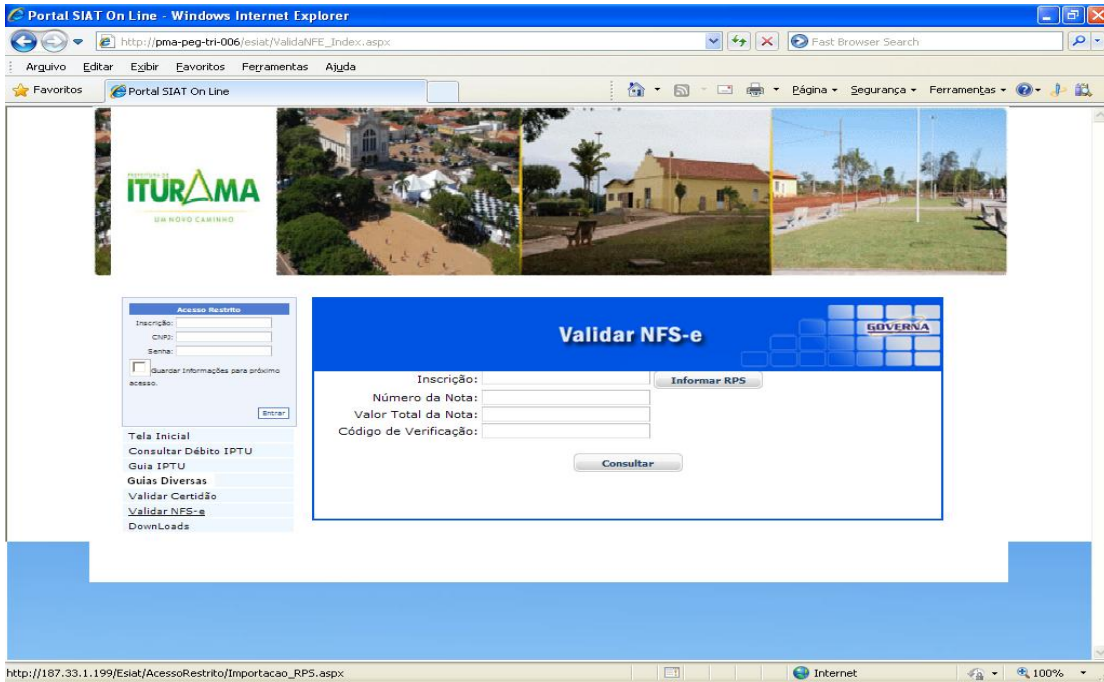 Portal SIAT On Line - Windows Internet Explorer
http://pma-peg-tri-006/esiat/ValidaNFE_Index.aspx
Fast Browser Search
Arquivo Editar Exibir Favoritos Ferramentas Ajuda
Favoritos Portal SIAT On Line Página Segurança Ferramentas
PREFEITURA DE
ITURAMA
UM NOVO CAMINHO
Acesso Restrito
Inscrição:
CNPJ:
Senha:
Guardar Informações para próximo
acesso.
Entrar
Tela Inicial
Consultar Débito IPTU
Guia IPTU
Guias Diversas
Validar Certidão
Validar NFS-e
DownLoads
Validar NFS-e
GOVERNA
Inscrição: Informar RPS
Número da Nota:
Valor Total da Nota:
Código de Verificação:
Consultar
http://187.33.1.199/Esiat/AcessoRestrito/Importacao_RPS.aspx Internet 100%